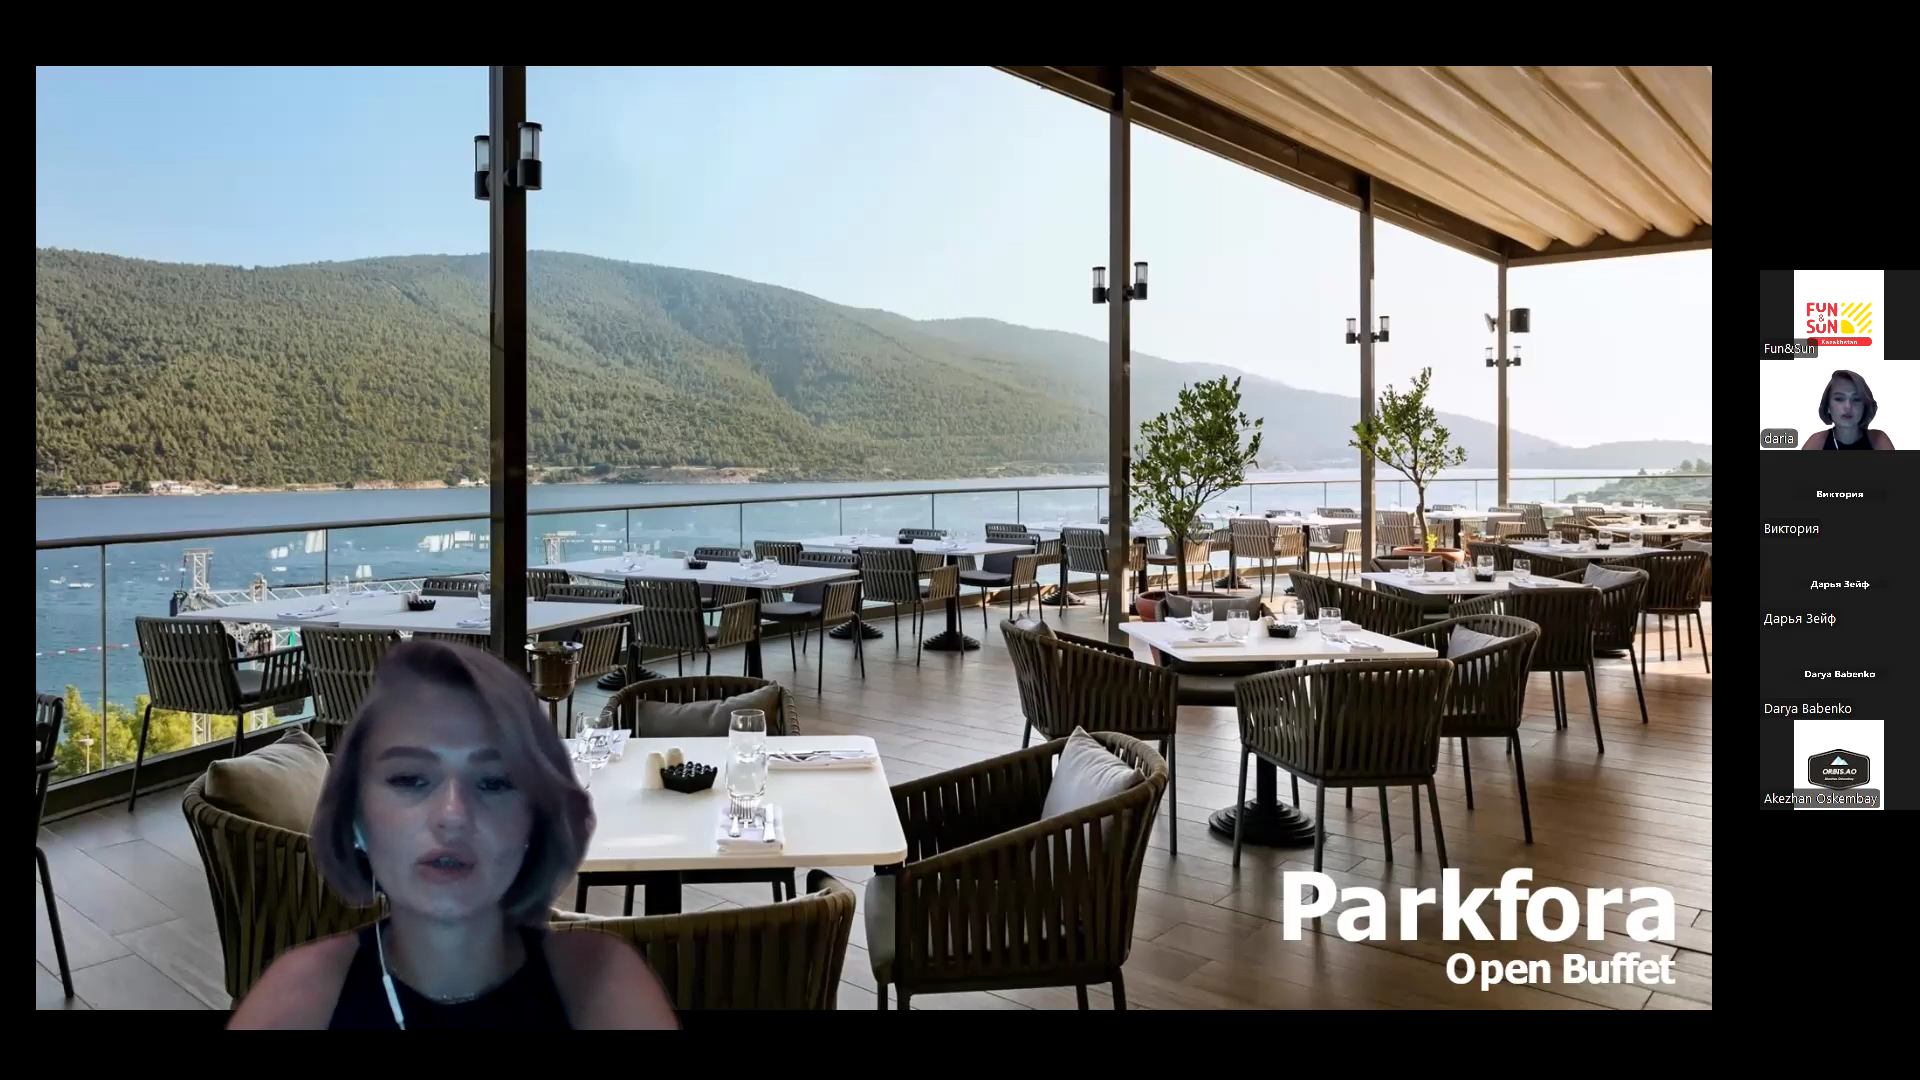 Parkfora
Open Buffet
FUN
&
SUN
Kazakhstan
Fun&Sun
daria
Виктория
Виктория
Дарья Зейф
Дарья Зейф
Darya Babenko
Darya Babenko
ORBIS.AO
Akezhan Oskembay